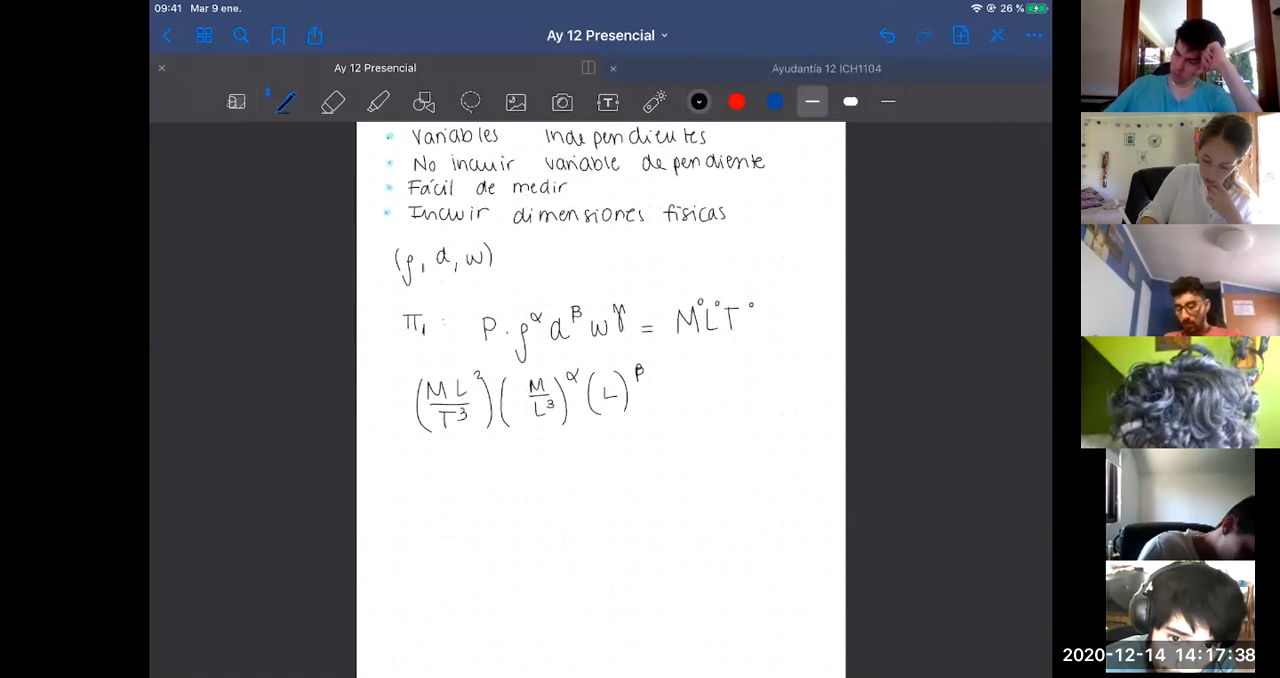 09:41 Mar 9 ene.
26 %
Ay 12 Presencial
Ay 12 Presencial
Ayudantía 12 ICH1104
• Variables Independientes
• No incluir variable dependiente
• Fácil de medir
• Incluir dimensiones físicas
(ρ, d, w)
π₁ : P · ρ^α d^β w^γ = M°L°T°
(ML²/T³)(M/L³)^α (L)^β
2020-12-14 14:17:38